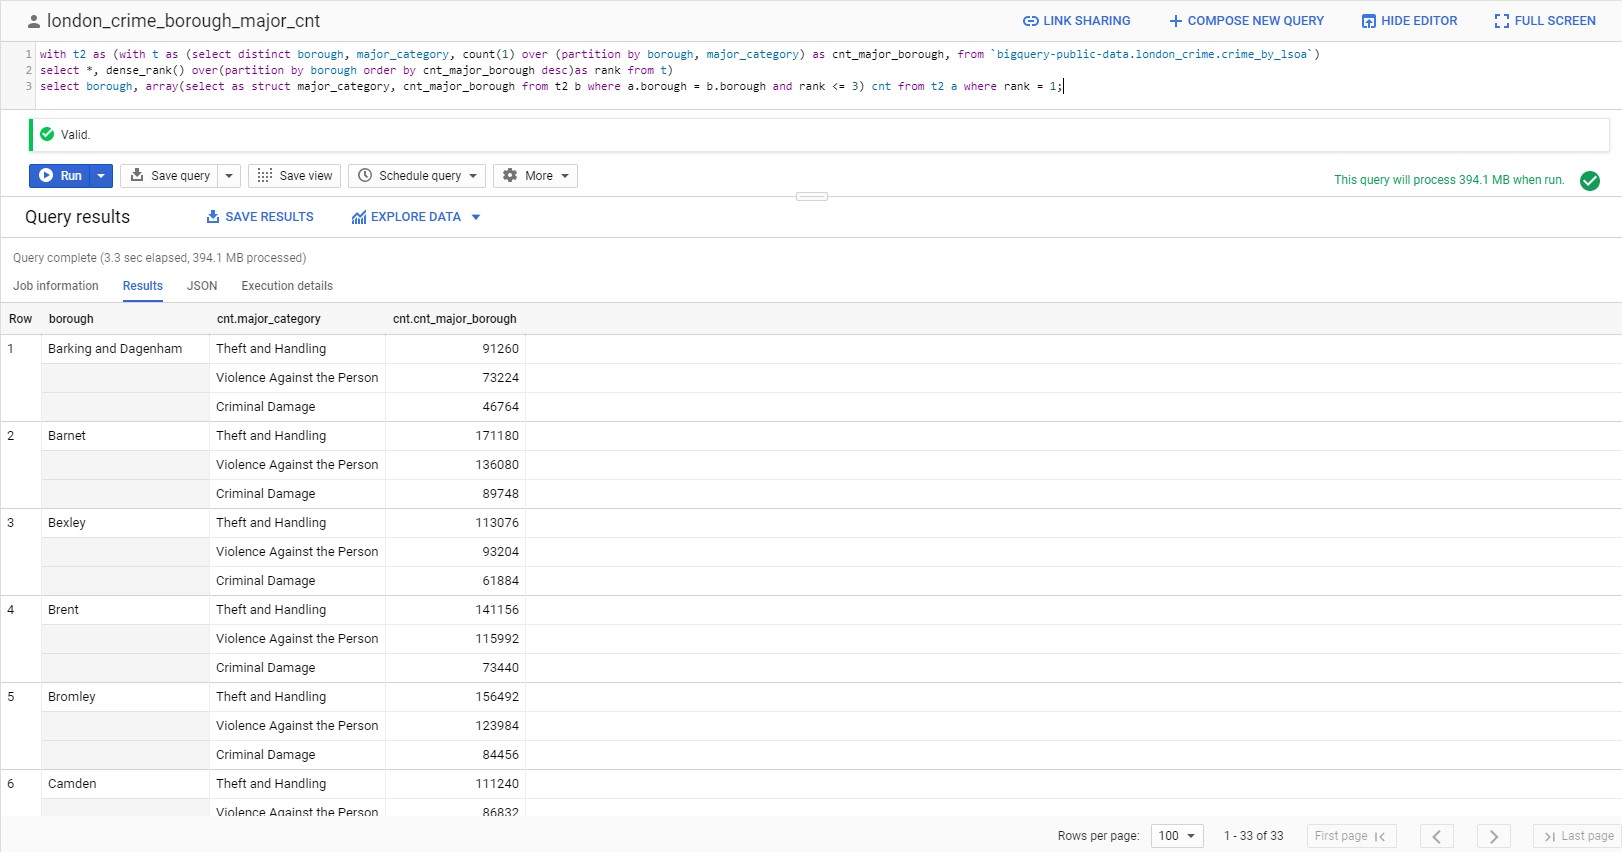 london_crime_borough_major_cnt LINK SHARING COMPOSE NEW QUERY HIDE EDITOR FULL SCREEN
1 with t2 as (with t as (select distinct borough, major_category, count(1) over (partition by borough, major_category) as cnt_major_borough, from `bigquery-public-data.london_crime.crime_by_lsoa`)
2 select *, dense_rank() over(partition by borough order by cnt_major_borough desc)as rank from t)
3 select borough, array(select as struct major_category, cnt_major_borough from t2 b where a.borough = b.borough and rank <= 3) cnt from t2 a where rank = 1;
Valid.
Run Save query Save view Schedule query More This query will process 394.1 MB when run.
Query results SAVE RESULTS EXPLORE DATA
Query complete (3.3 sec elapsed, 394.1 MB processed)
Job information Results JSON Execution details
Row borough cnt.major_category cnt.cnt_major_borough
1 Barking and Dagenham Theft and Handling 91260
Violence Against the Person 73224
Criminal Damage 46764
2 Barnet Theft and Handling 171180
Violence Against the Person 136080
Criminal Damage 89748
3 Bexley Theft and Handling 113076
Violence Against the Person 93204
Criminal Damage 61884
4 Brent Theft and Handling 141156
Violence Against the Person 115992
Criminal Damage 73440
5 Bromley Theft and Handling 156492
Violence Against the Person 123984
Criminal Damage 84456
6 Camden Theft and Handling 111240
Violence Against the Person 86832
Rows per page: 100 1 - 33 of 33 First page Last page